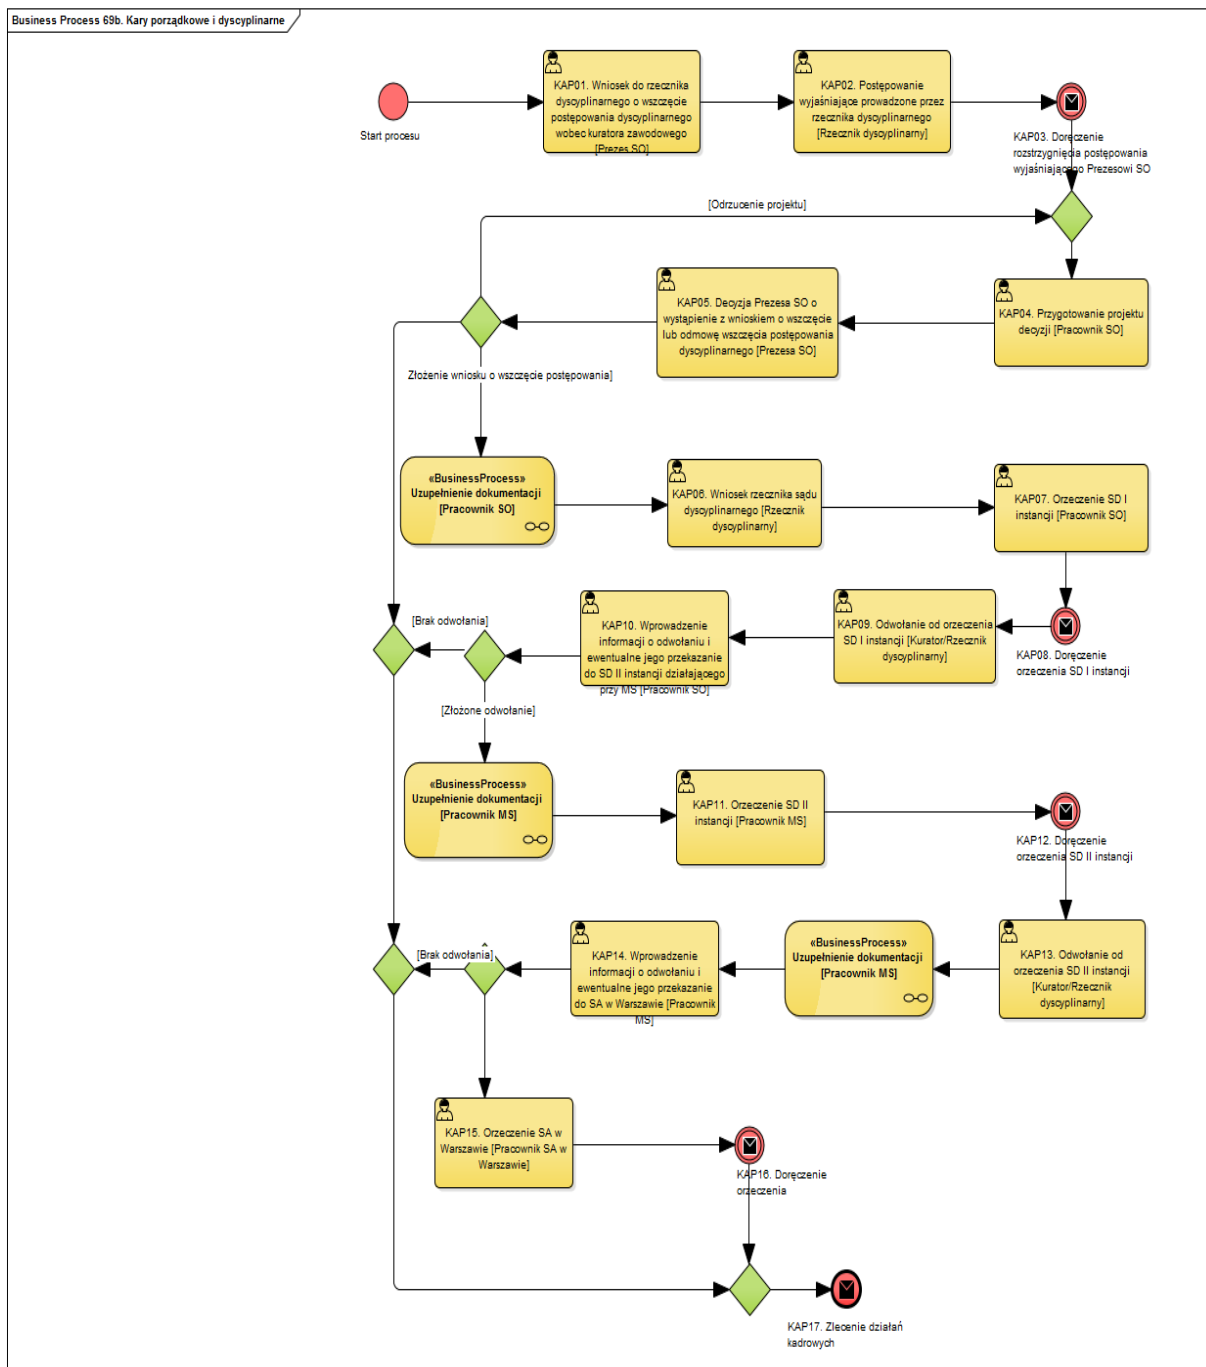 Business Process 69b. Kary porządkowe i dyscyplinarne
Start procesu
KAP01. Wniosek do rzecznika
dyscyplinarnego o wszczęcie
postępowania dyscyplinarnego
wobec kuratora zawodowego
[Prezes SO]
KAP02. Postępowanie
wyjaśniające prowadzone przez
rzecznika dyscyplinarnego
[Rzecznik dyscyplinarny]
KAP03. Doręczenie
rozstrzygnięcia postępowania
wyjaśniającego Prezesowi SO
[Odrzucenie projektu]
KAP05. Decyzja Prezesa SO o
wystąpienie z wnioskiem o wszczęcie
lub odmowę wszczęcia postępowania
dyscyplinarnego [Prezesa SO]
KAP04. Przygotowanie projektu
decyzji [Pracownik SO]
Złożenie wniosku o wszczęcie postępowania]
«BusinessProcess»
Uzupełnienie dokumentacji
[Pracownik SO]
KAP06. Wniosek rzecznika sądu
dyscyplinarnego [Rzecznik
dyscyplinarny]
KAP07. Orzeczenie SD I
instancji [Pracownik SO]
KAP08. Doręczenie
orzeczenia SD I instancji
KAP09. Odwołanie od orzeczenia
SD I instancji [Kurator/Rzecznik
dyscyplinarny]
KAP10. Wprowadzenie
informacji o odwołaniu i
ewentualne jego przekazanie
do SD II instancji działającego
przy MS [Pracownik SO]
[Brak odwołania]
[Złożone odwołanie]
«BusinessProcess»
Uzupełnienie dokumentacji
[Pracownik MS]
KAP11. Orzeczenie SD II
instancji [Pracownik MS]
KAP12. Doręczenie
orzeczenia SD II instancji
KAP13. Odwołanie od
orzeczenia SD II instancji
[Kurator/Rzecznik
dyscyplinarny]
«BusinessProcess»
Uzupełnienie dokumentacji
[Pracownik MS]
KAP14. Wprowadzenie
informacji o odwołaniu i
ewentualne jego przekazanie
do SA w Warszawie [Pracownik
MS]
[Brak odwołania]
KAP15. Orzeczenie SA w
Warszawie [Pracownik SA w
Warszawie]
KAP16. Doręczenie
orzeczenia
KAP17. Zlecenie działań
kadrowych